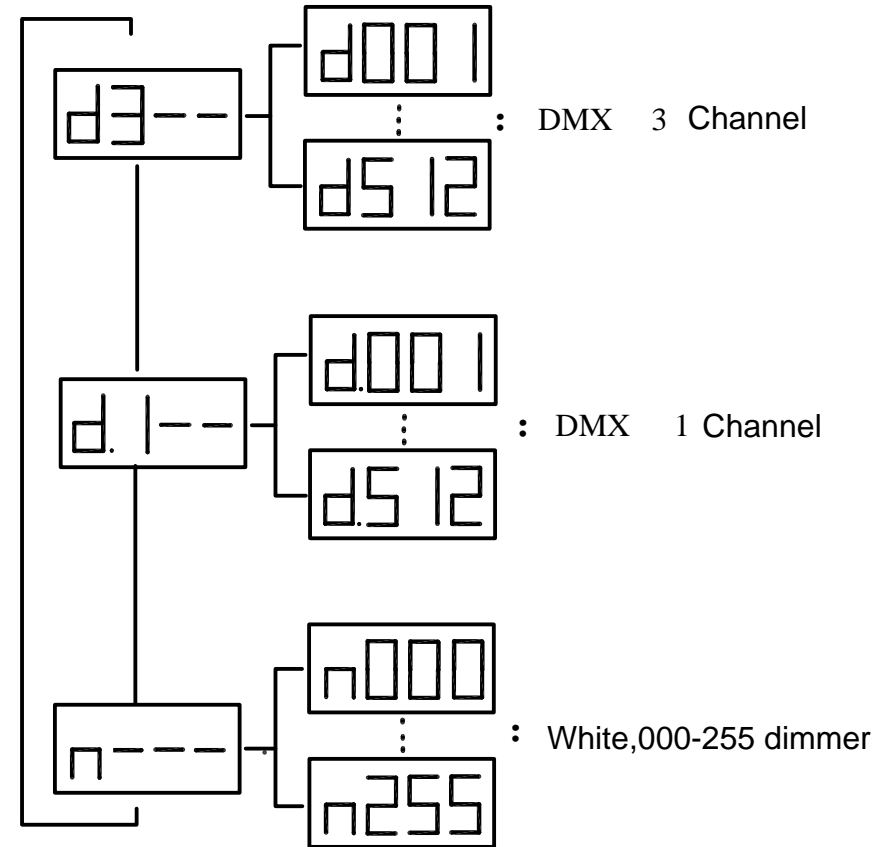 d001
d3--
: DMX 3 Channel
d512
d.001
d.1--
: DMX 1 Channel
d.512
n000
n---
: White,000-255 dimmer
n255